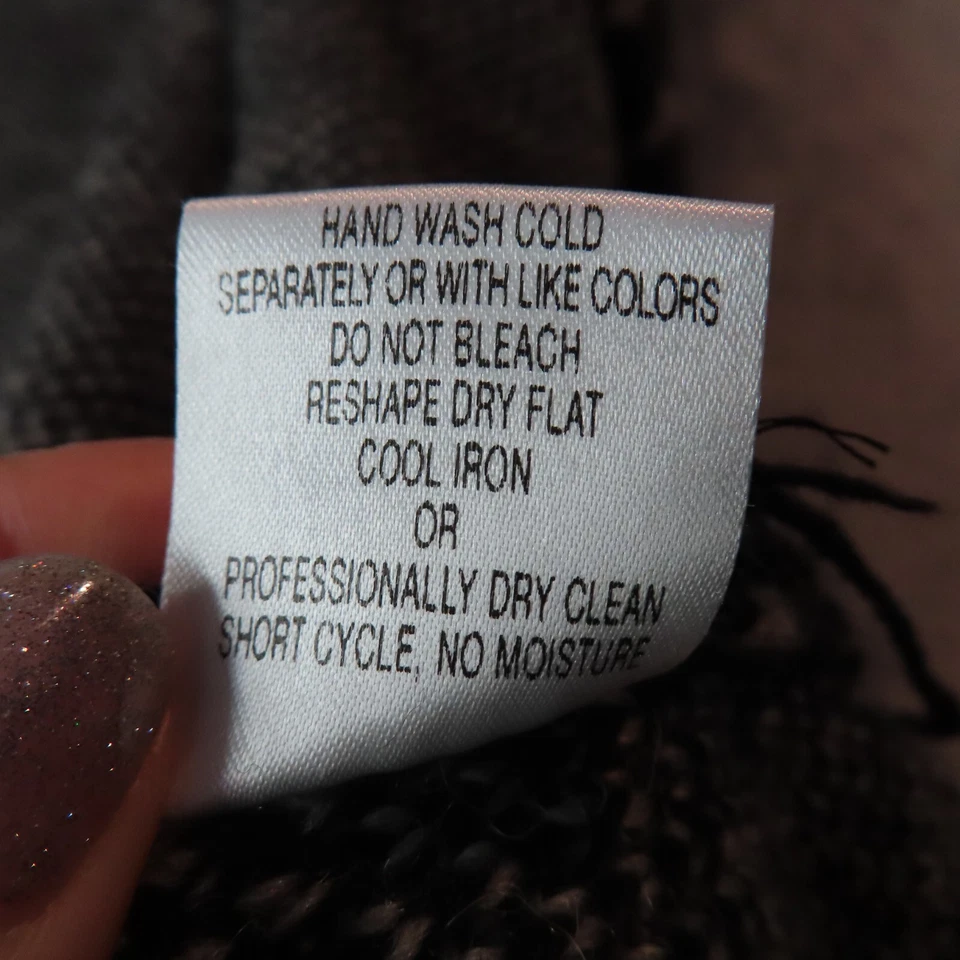 HAND WASH COLD
SEPARATELY OR WITH LIKE COLORS
DO NOT BLEACH
RESHAPE DRY FLAT
COOL IRON
OR
PROFESSIONALLY DRY CLEAN
SHORT CYCLE, NO MOISTURE